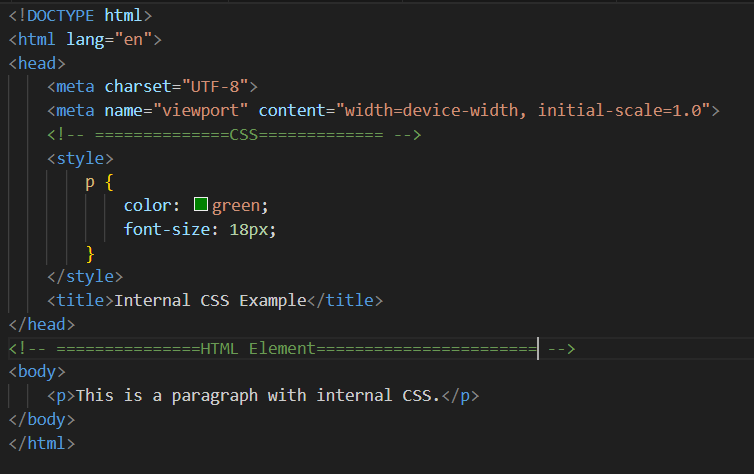 <!DOCTYPE html>
<html lang="en">
<head>
    <meta charset="UTF-8">
    <meta name="viewport" content="width=device-width, initial-scale=1.0">
    <!-- ==============CSS============= -->
    <style>
        p {
            color: green;
            font-size: 18px;
        }
    </style>
    <title>Internal CSS Example</title>
</head>
<!-- ===============HTML Element======================= -->
<body>
    <p>This is a paragraph with internal CSS.</p>
</body>
</html>